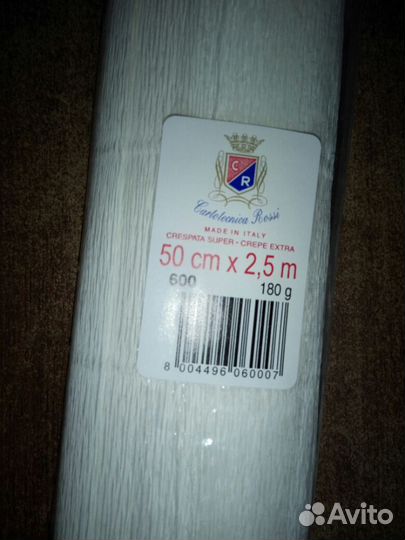 C
R
Cartotecnica Rossi
MADE IN ITALY
CRESPATA SUPER - CREPE EXTRA
50 cm x 2,5 m
600 180 g
8 004496 060007
Avito